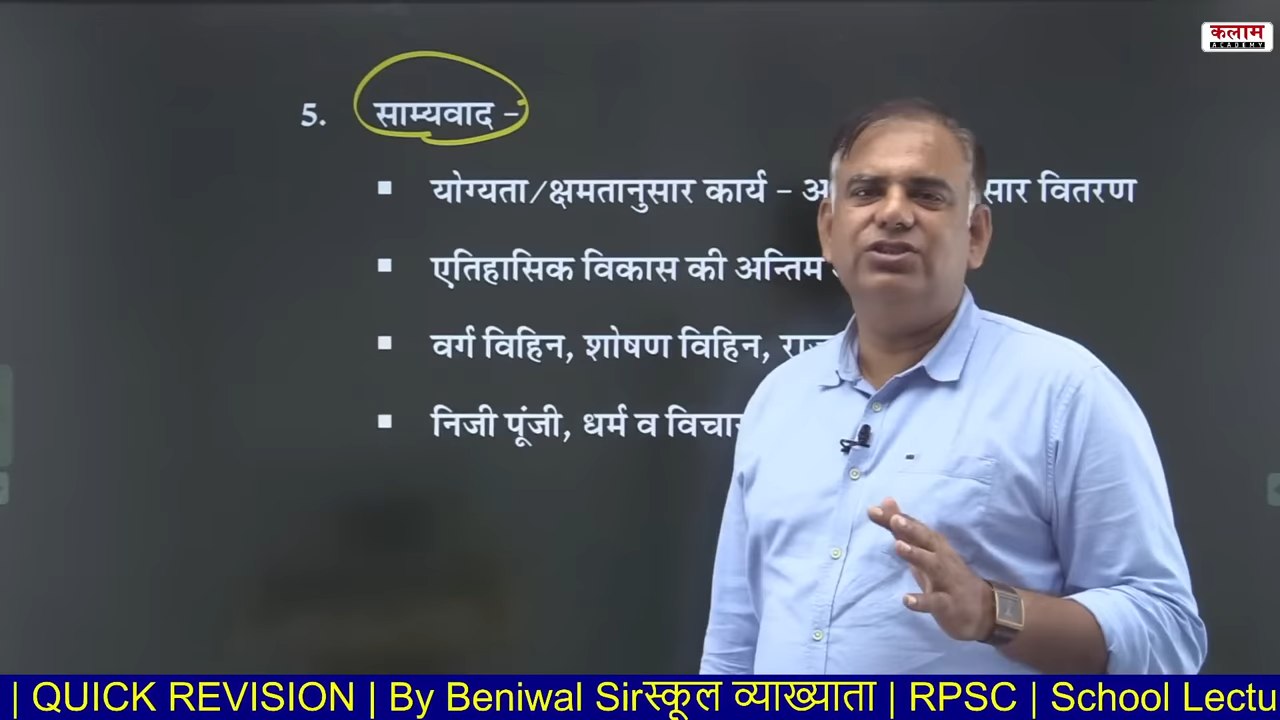 कलाम
ACADEMY
5. साम्यवाद –
▪ योग्यता/क्षमतानुसार कार्य – वितरण
▪ एतिहासिक विकास की अन्तिम
▪ वर्ग विहिन, शोषण विहिन,
▪ निजी पूंजी, धर्म व
| QUICK REVISION | By Beniwal Sirस्कूल व्याख्याता | RPSC | School